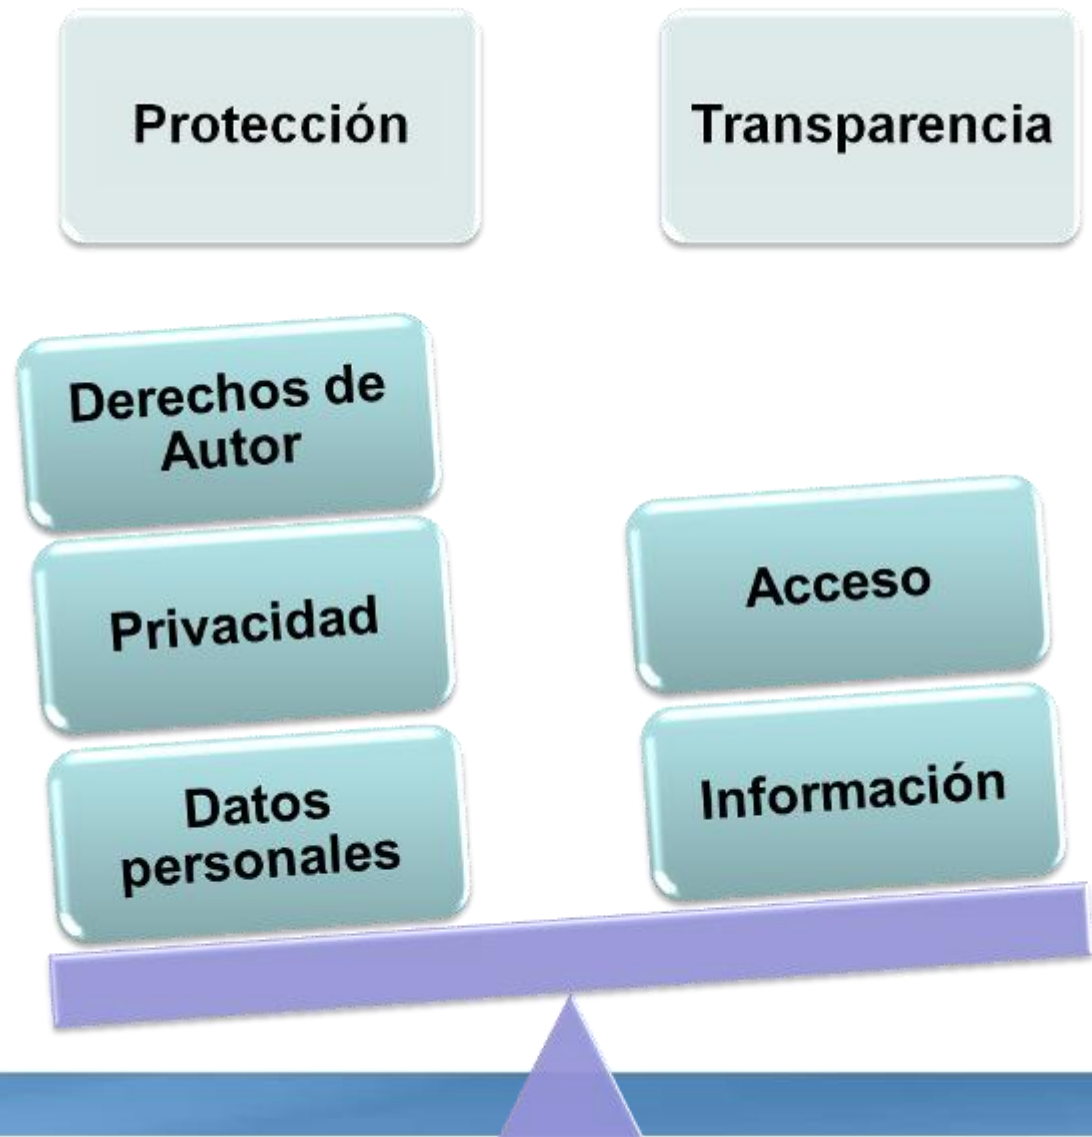 Protección
Transparencia
Derechos de
Autor
Privacidad
Datos
personales
Acceso
Información